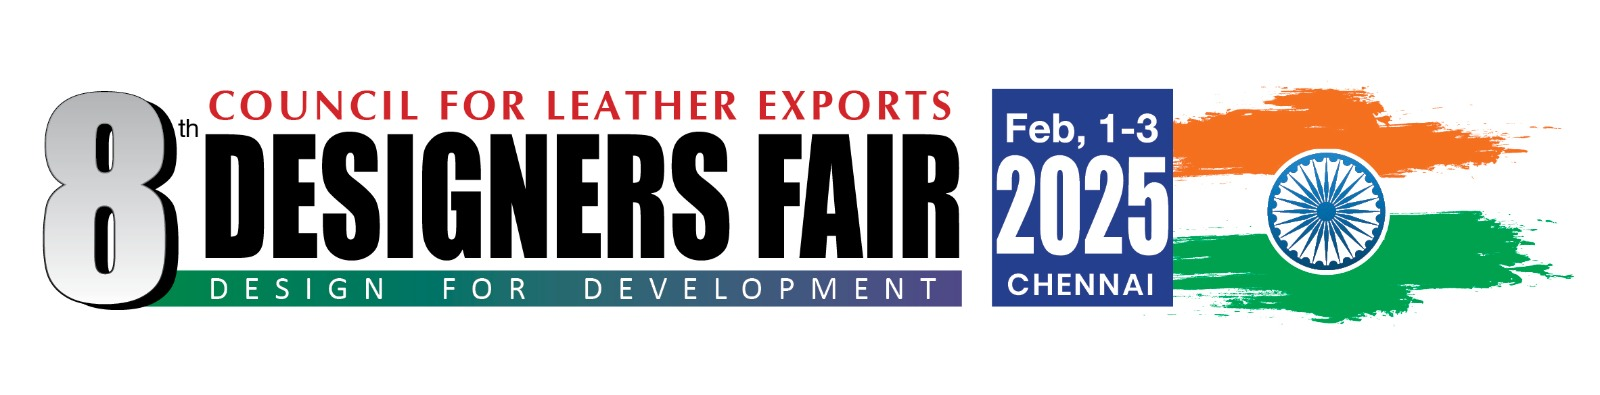 8th
COUNCIL FOR LEATHER EXPORTS
DESIGNERS FAIR
DESIGN FOR DEVELOPMENT
Feb, 1-3
2025
CHENNAI